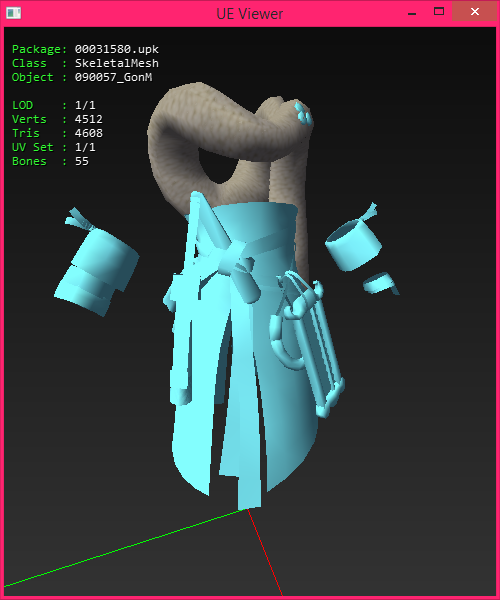 UE Viewer
Package: 00031580.upk
Class  : SkeletalMesh
Object : 090057_GonM
LOD    : 1/1
Verts  : 4512
Tris   : 4608
UV Set : 1/1
Bones  : 55